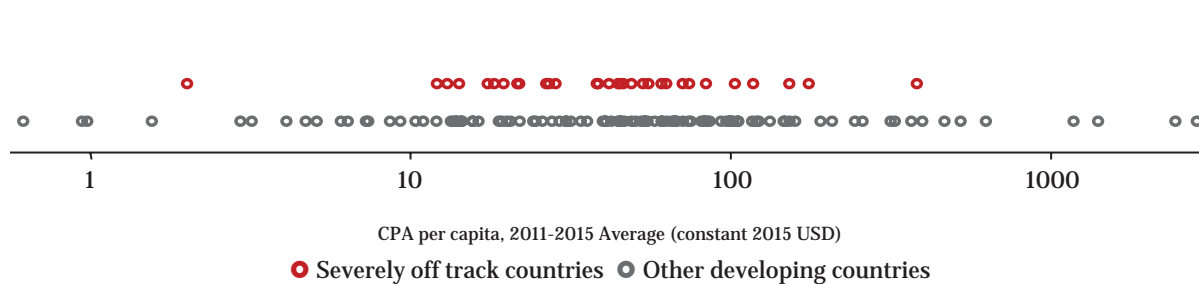 1 10 100 1000
CPA per capita, 2011-2015 Average (constant 2015 USD)
Severely off track countries Other developing countries